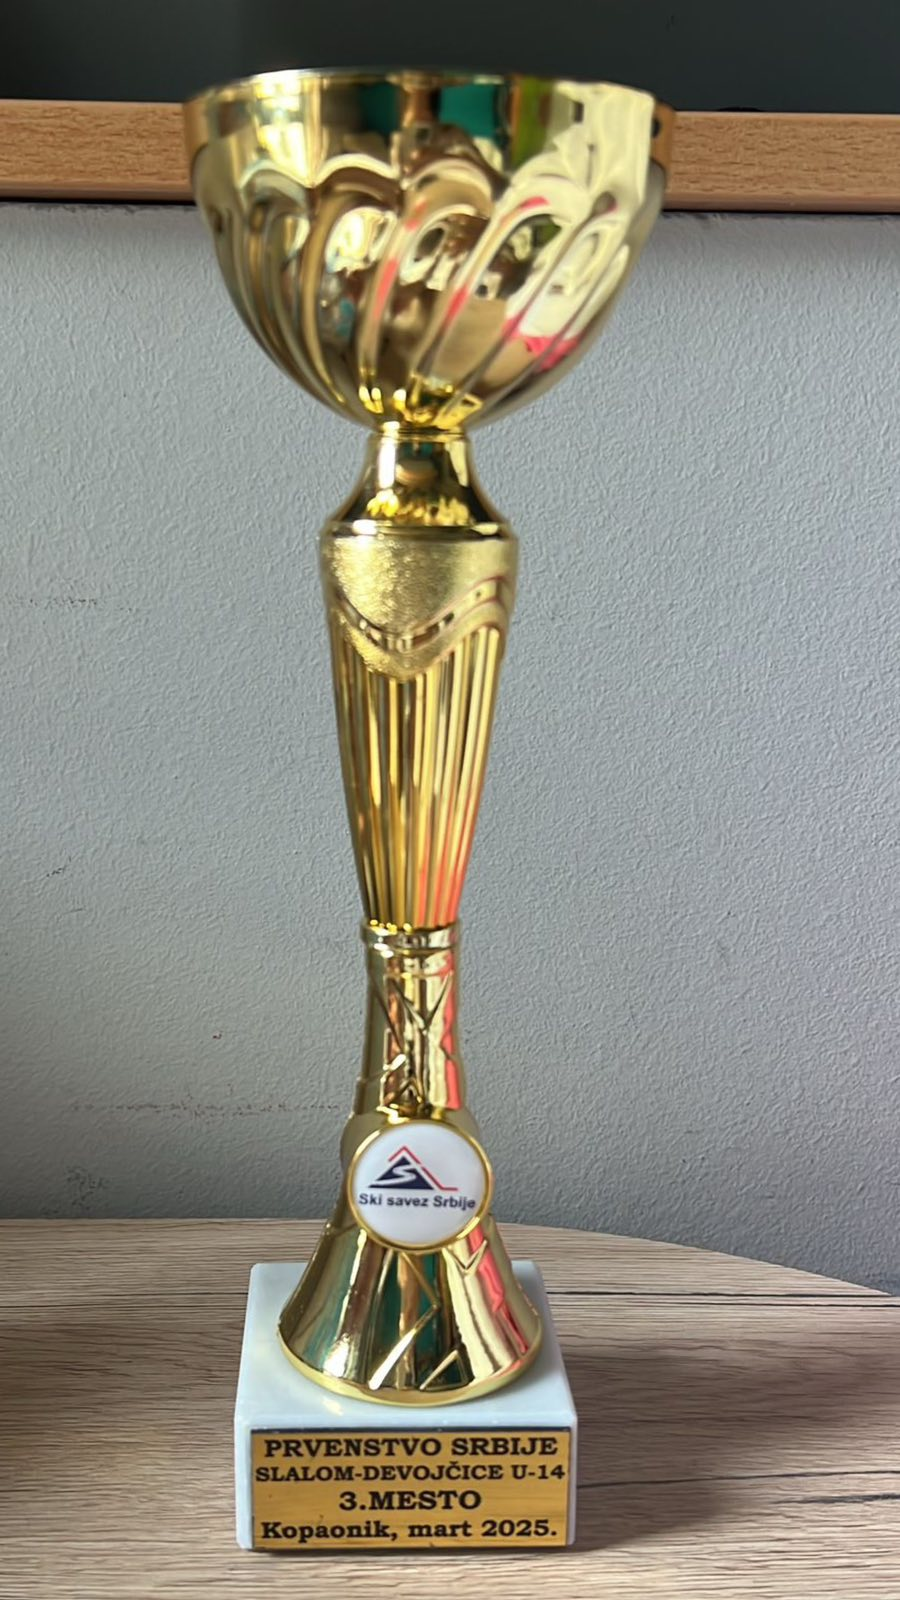 Ski savez Srbije
PRVENSTVO SRBIJE
SLALOM-DEVOJČICE U-14
3.MESTO
Kopaonik, mart 2025.